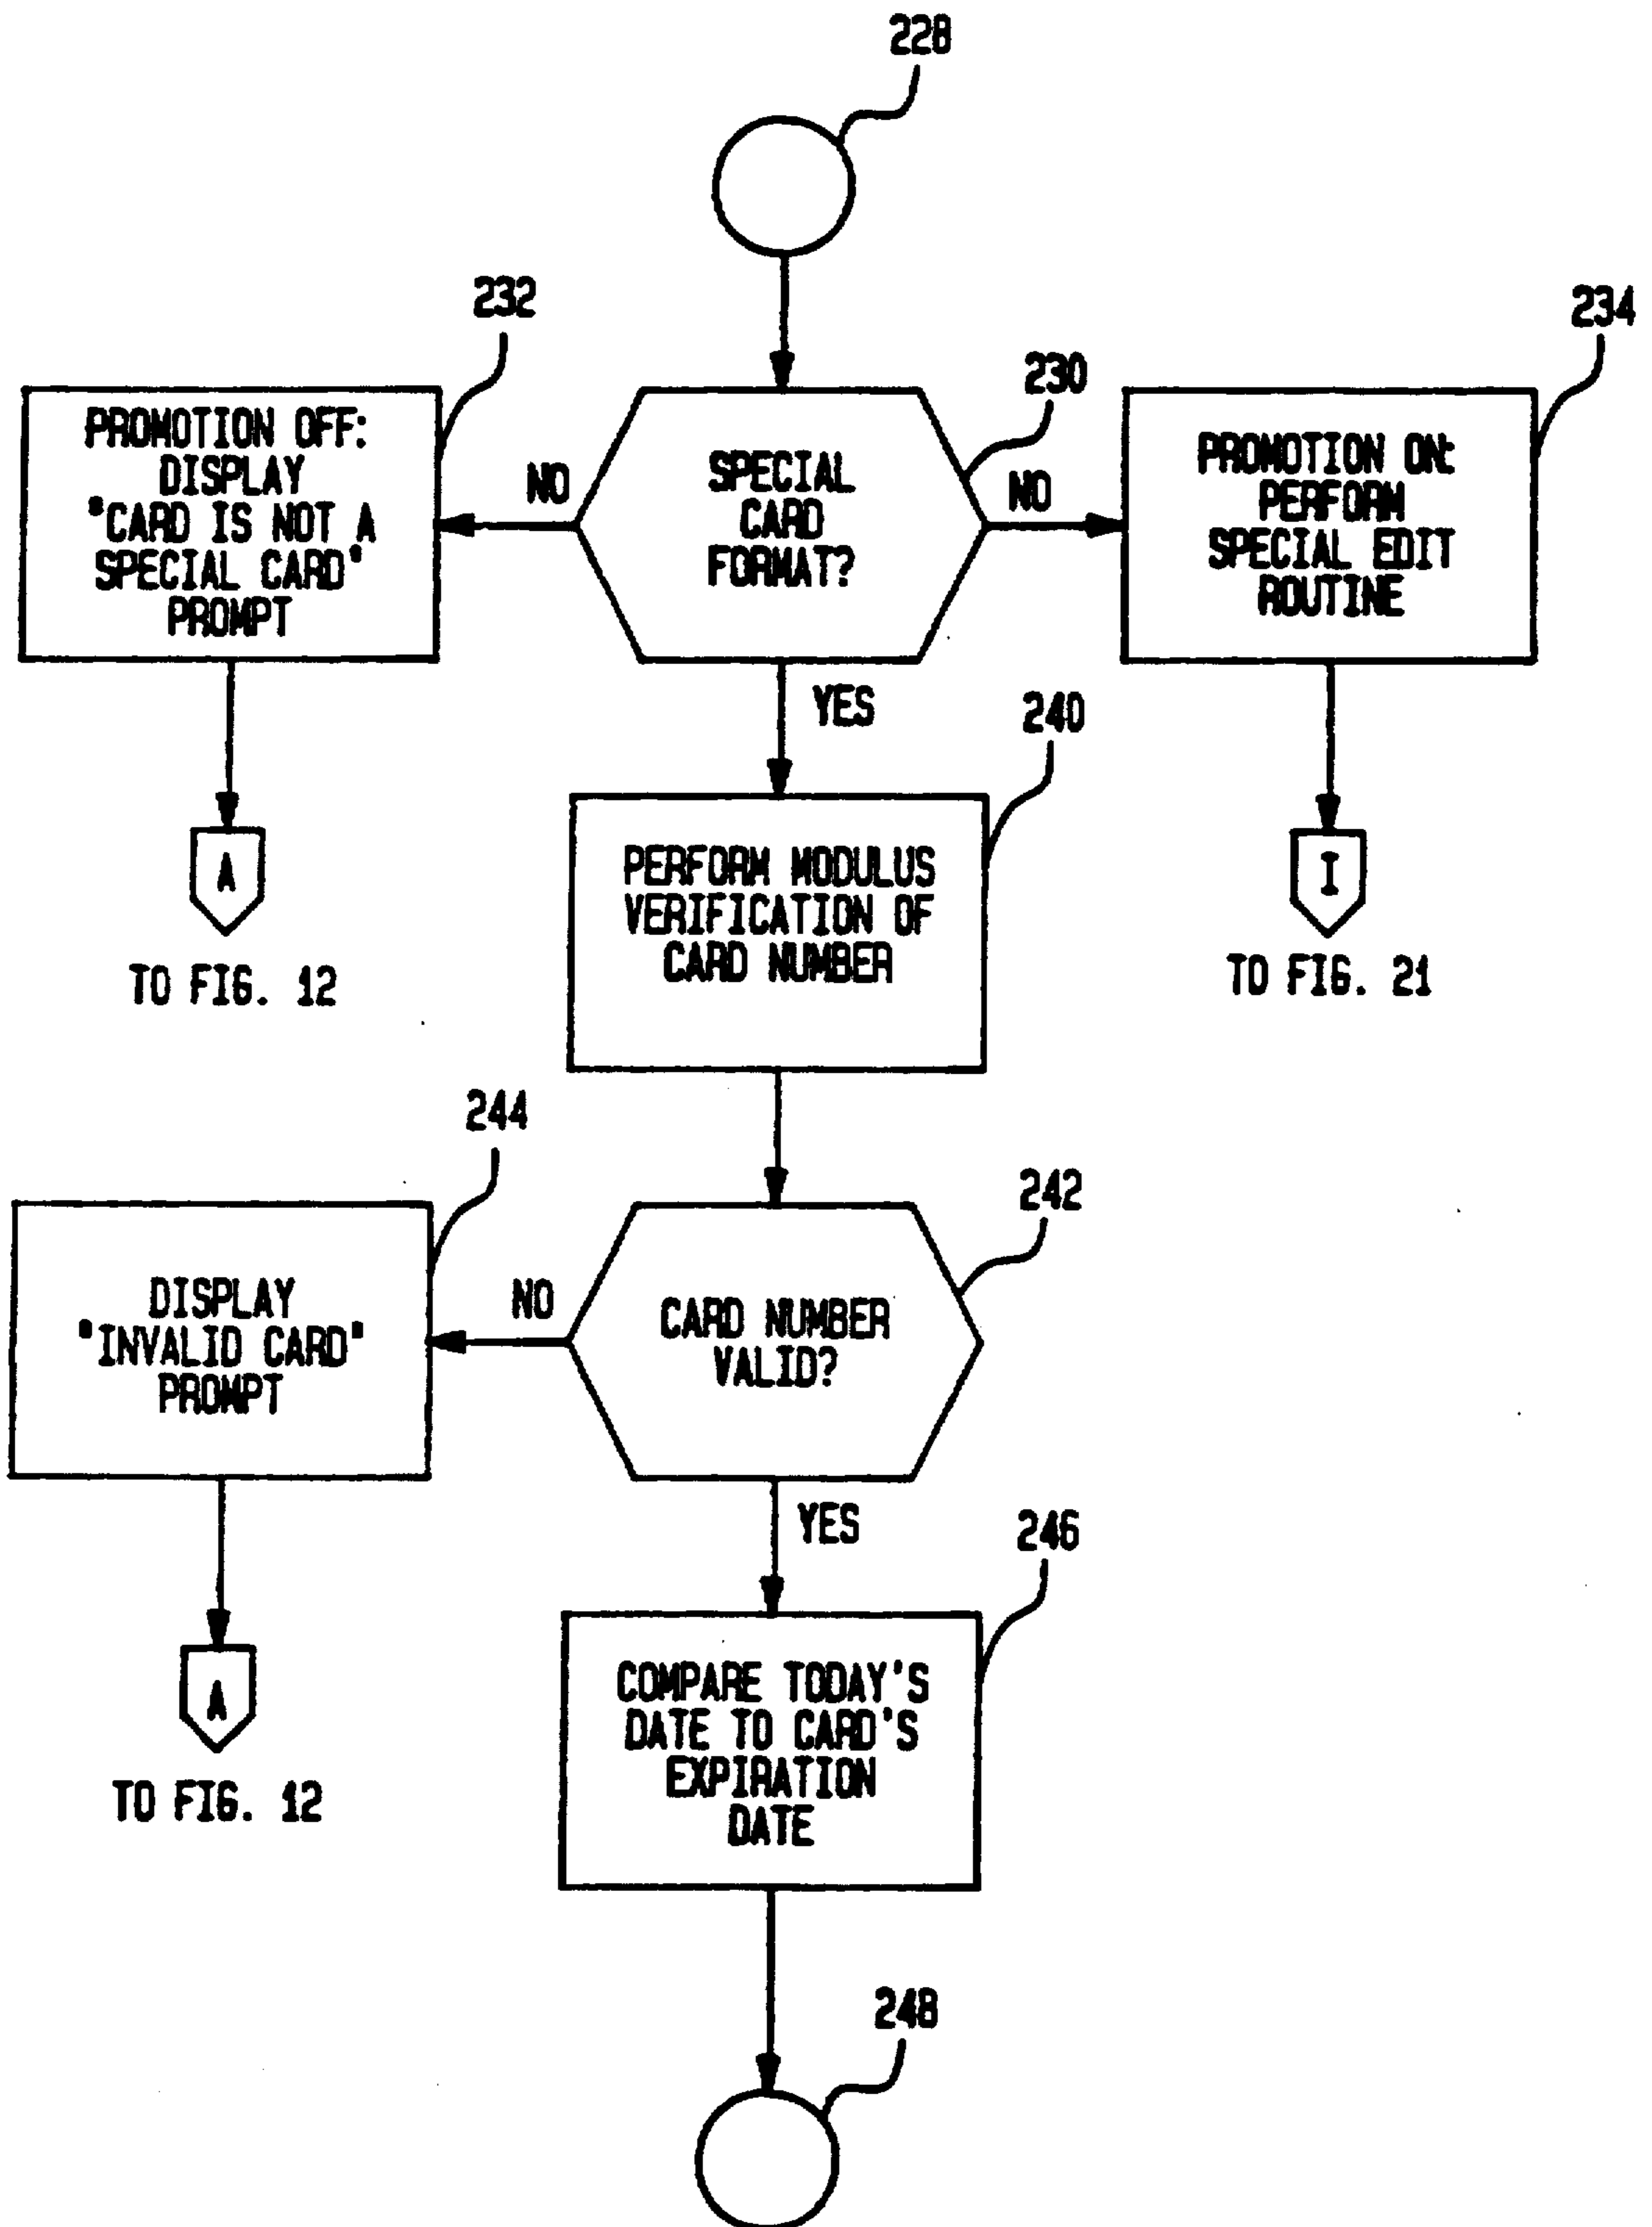 228
232
234
230
PROMOTION OFF:
DISPLAY
"CARD IS NOT A
SPECIAL CARD"
PROMPT
NO
SPECIAL
CARD
FORMAT?
NO
PROMOTION ON:
PERFORM
SPECIAL EDIT
ROUTINE
YES
240
A
TO FIG. 12
PERFORM MODULUS
VERIFICATION OF
CARD NUMBER
I
TO FIG. 21
244
242
DISPLAY
"INVALID CARD"
PROMPT
NO
CARD NUMBER
VALID?
YES
246
A
TO FIG. 12
COMPARE TODAY'S
DATE TO CARD'S
EXPIRATION
DATE
248